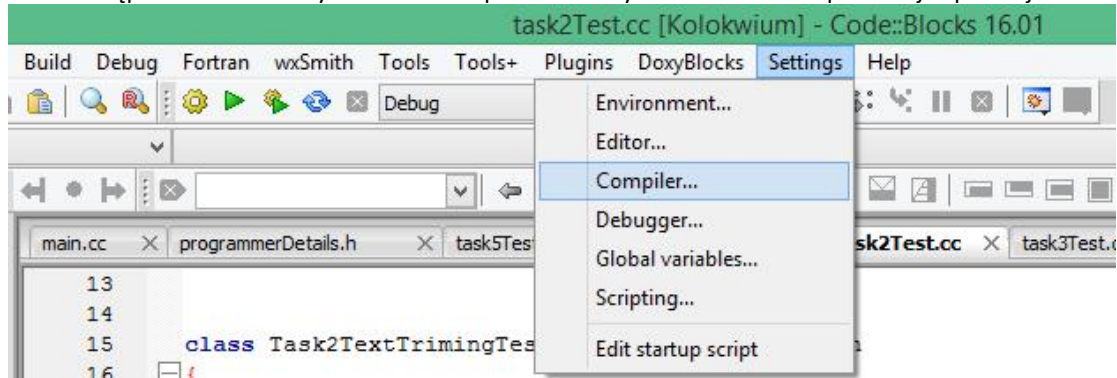 task2Test.cc [Kolokwium] - Code::Blocks 16.01
Build Debug Fortran wxSmith Tools Tools+ Plugins DoxyBlocks Settings Help
Debug
Environment...
Editor...
Compiler...
Debugger...
Global variables...
Scripting...
Edit startup script
main.cc programmerDetails.h task5Tes sk2Test.cc task3Test.c
13
14
15 class Task2TextTrimingTes
16 {